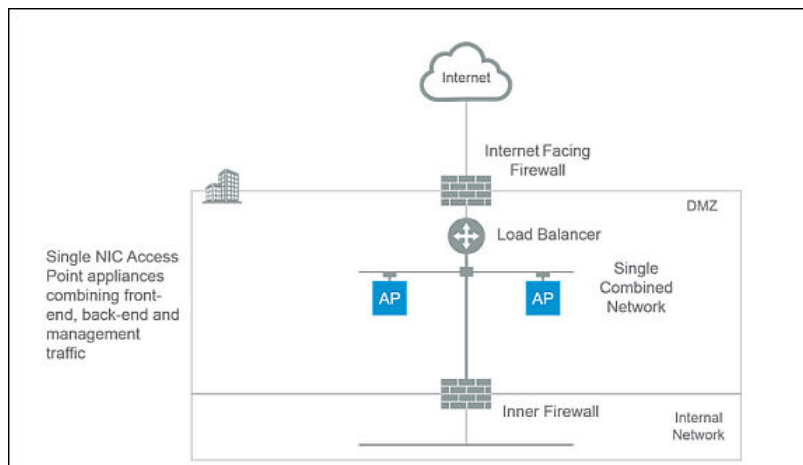 Internet
Internet Facing
Firewall
DMZ
Load Balancer
Single NIC Access
Point appliances
combining front-
end, back-end and
management
traffic
AP
AP
Single
Combined
Network
Inner Firewall
Internal
Network